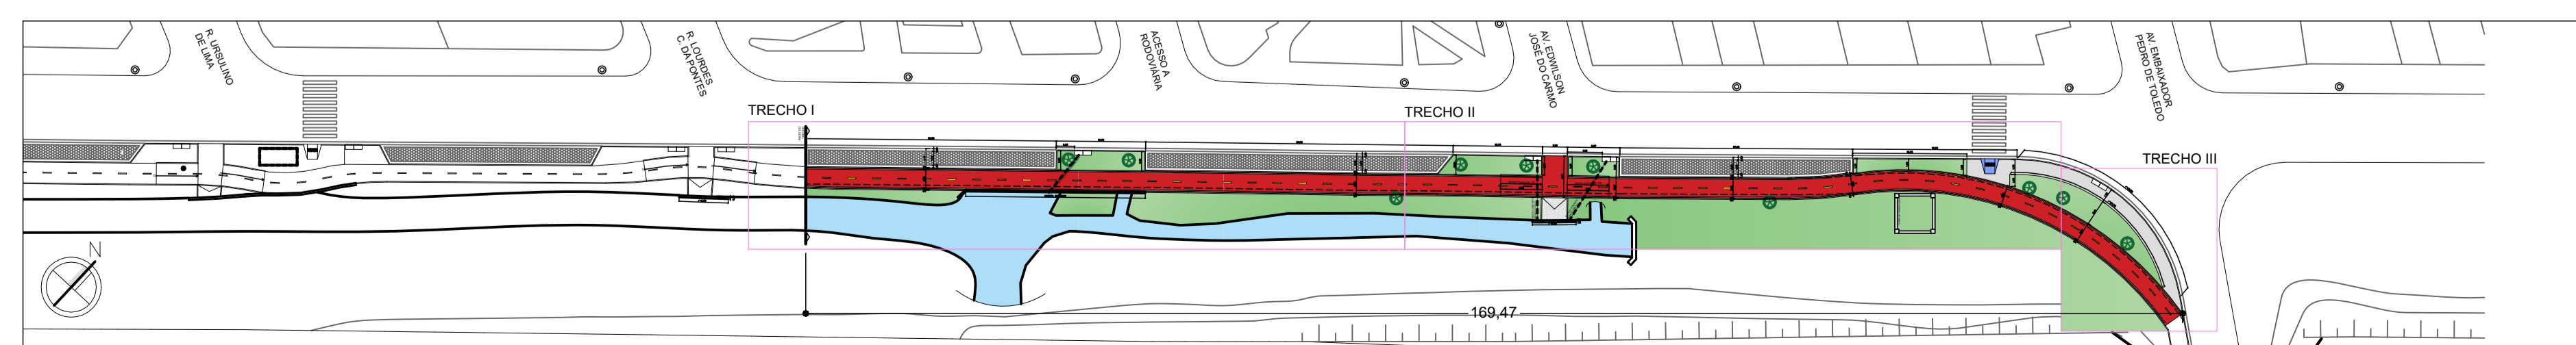 R. URSULINO
DE LIMA
R. LOURDES
C. DA PONTES
ACESSO A
RODOVIÁRIA
AV. EDWILSON
JOSÉ DO CARMO
AV. EMBAIXADOR
PEDRO DE TOLEDO
TRECHO I
TRECHO II
TRECHO III
N
169,47